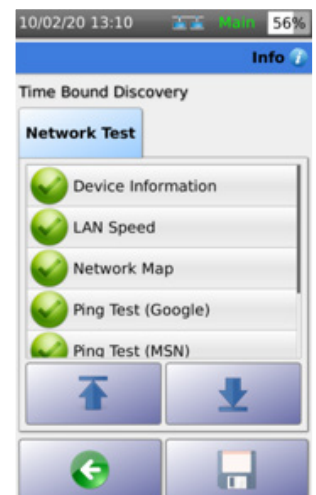 10/02/20 13:10 Main 56%
Info
Time Bound Discovery
Network Test
Device Information
LAN Speed
Network Map
Ping Test (Google)
Ping Test (MSN)